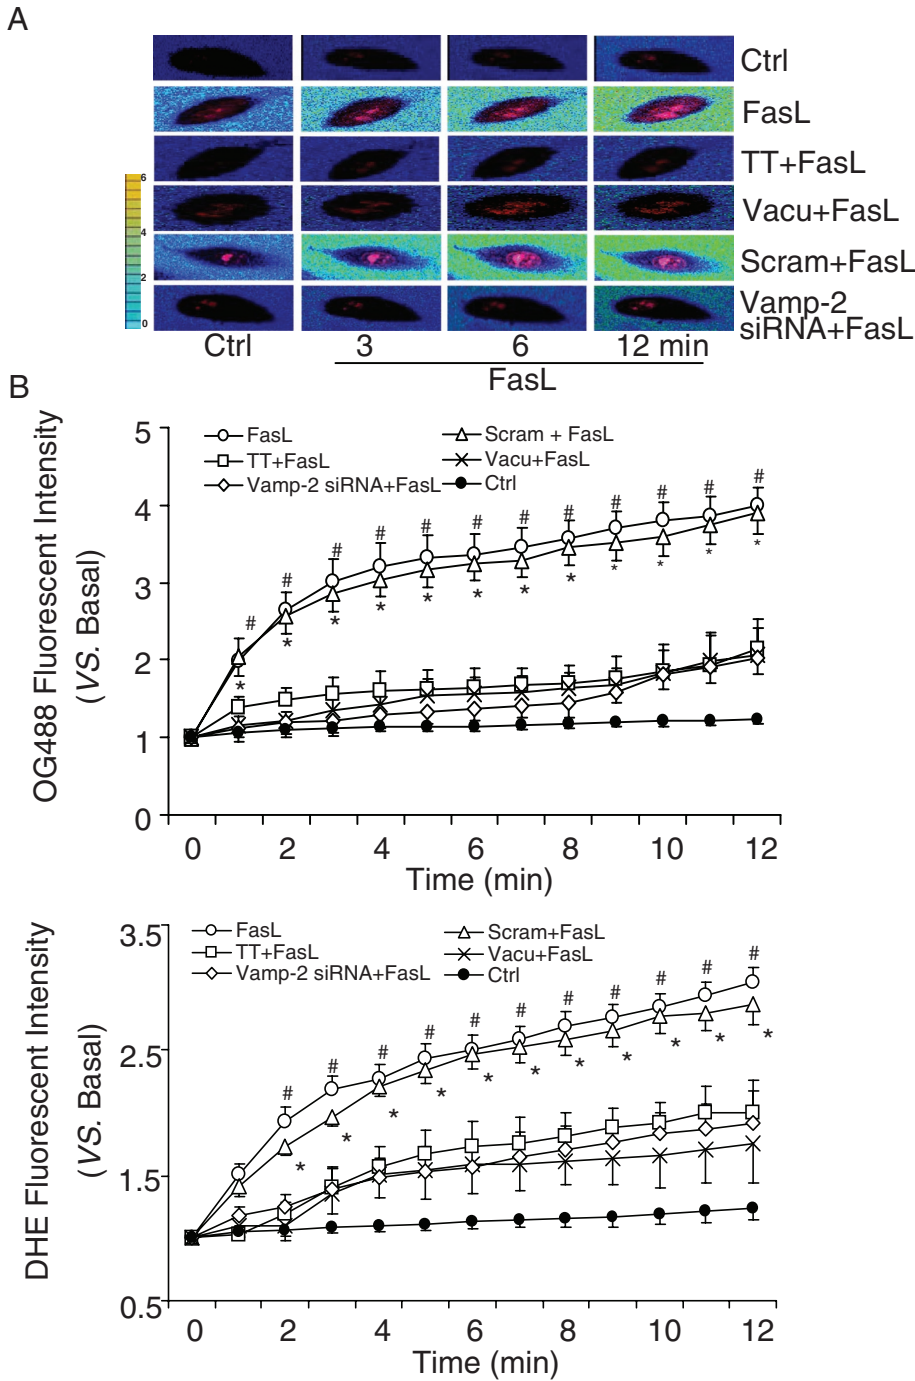 A
Ctrl
FasL
TT+FasL
Vacu+FasL
Scram+FasL
Vamp-2
siRNA+FasL
6
4
2
0
Ctrl 3 6 12 min
FasL
B
OG488 Fluorescent Intensity
(VS. Basal)
FasL
TT+FasL
Vamp-2 siRNA+FasL
Scram + FasL
Vacu+FasL
Ctrl
5
4
3
2
1
0
# # # # # # # # # # # #
* * * * * * * * * * * *
0 2 4 6 8 10 12
Time (min)
DHE Fluorescent Intensity
(VS. Basal)
FasL
TT+FasL
Vamp-2 siRNA+FasL
Scram+FasL
Vacu+FasL
Ctrl
3.5
2.5
1.5
0.5
# # # # # # # # # # #
* * * * * * * * * * *
0 2 4 6 8 10 12
Time (min)